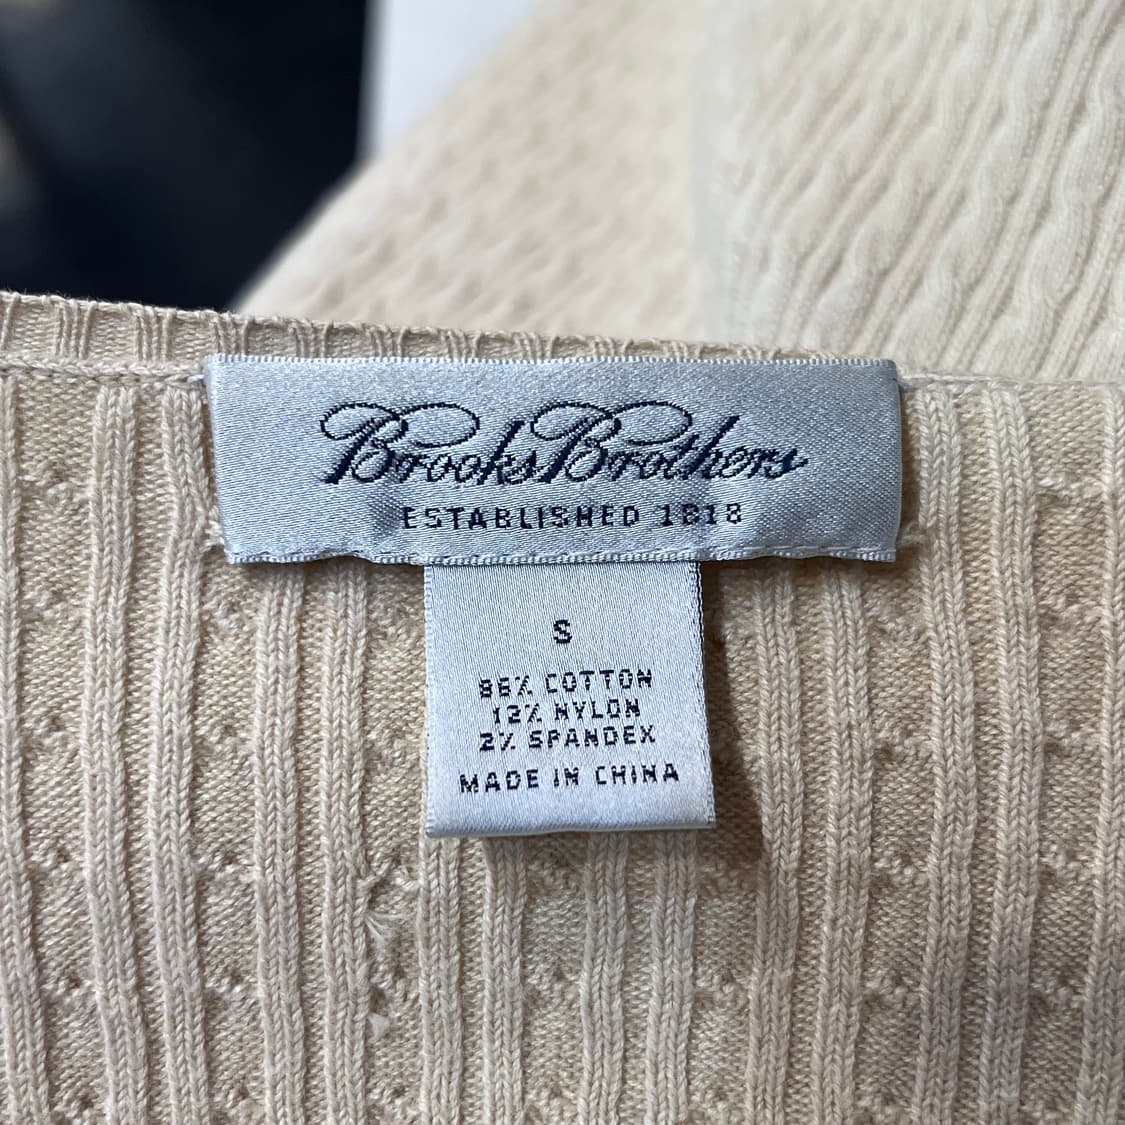 Brooks Brothers
ESTABLISHED 1818
S
86% COTTON
12% NYLON
2% SPANDEX
MADE IN CHINA